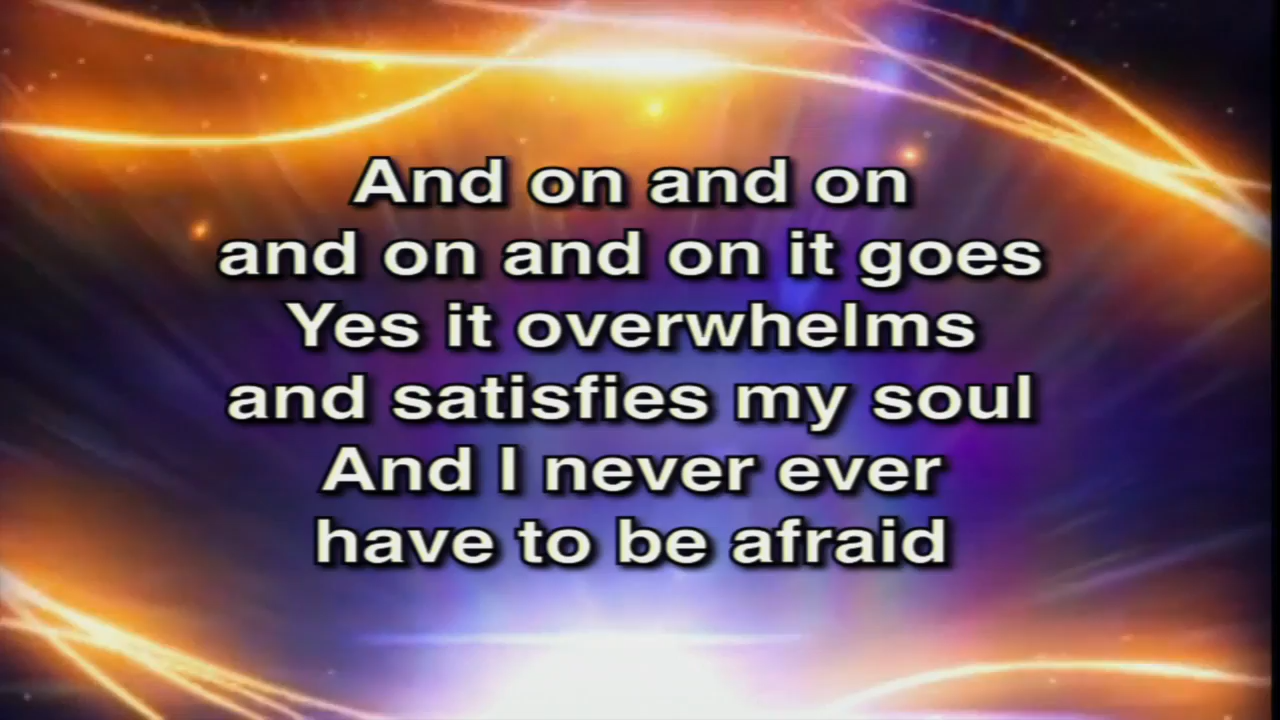 And on and on
and on and on it goes
Yes it overwhelms
and satisfies my soul
And I never ever
have to be afraid